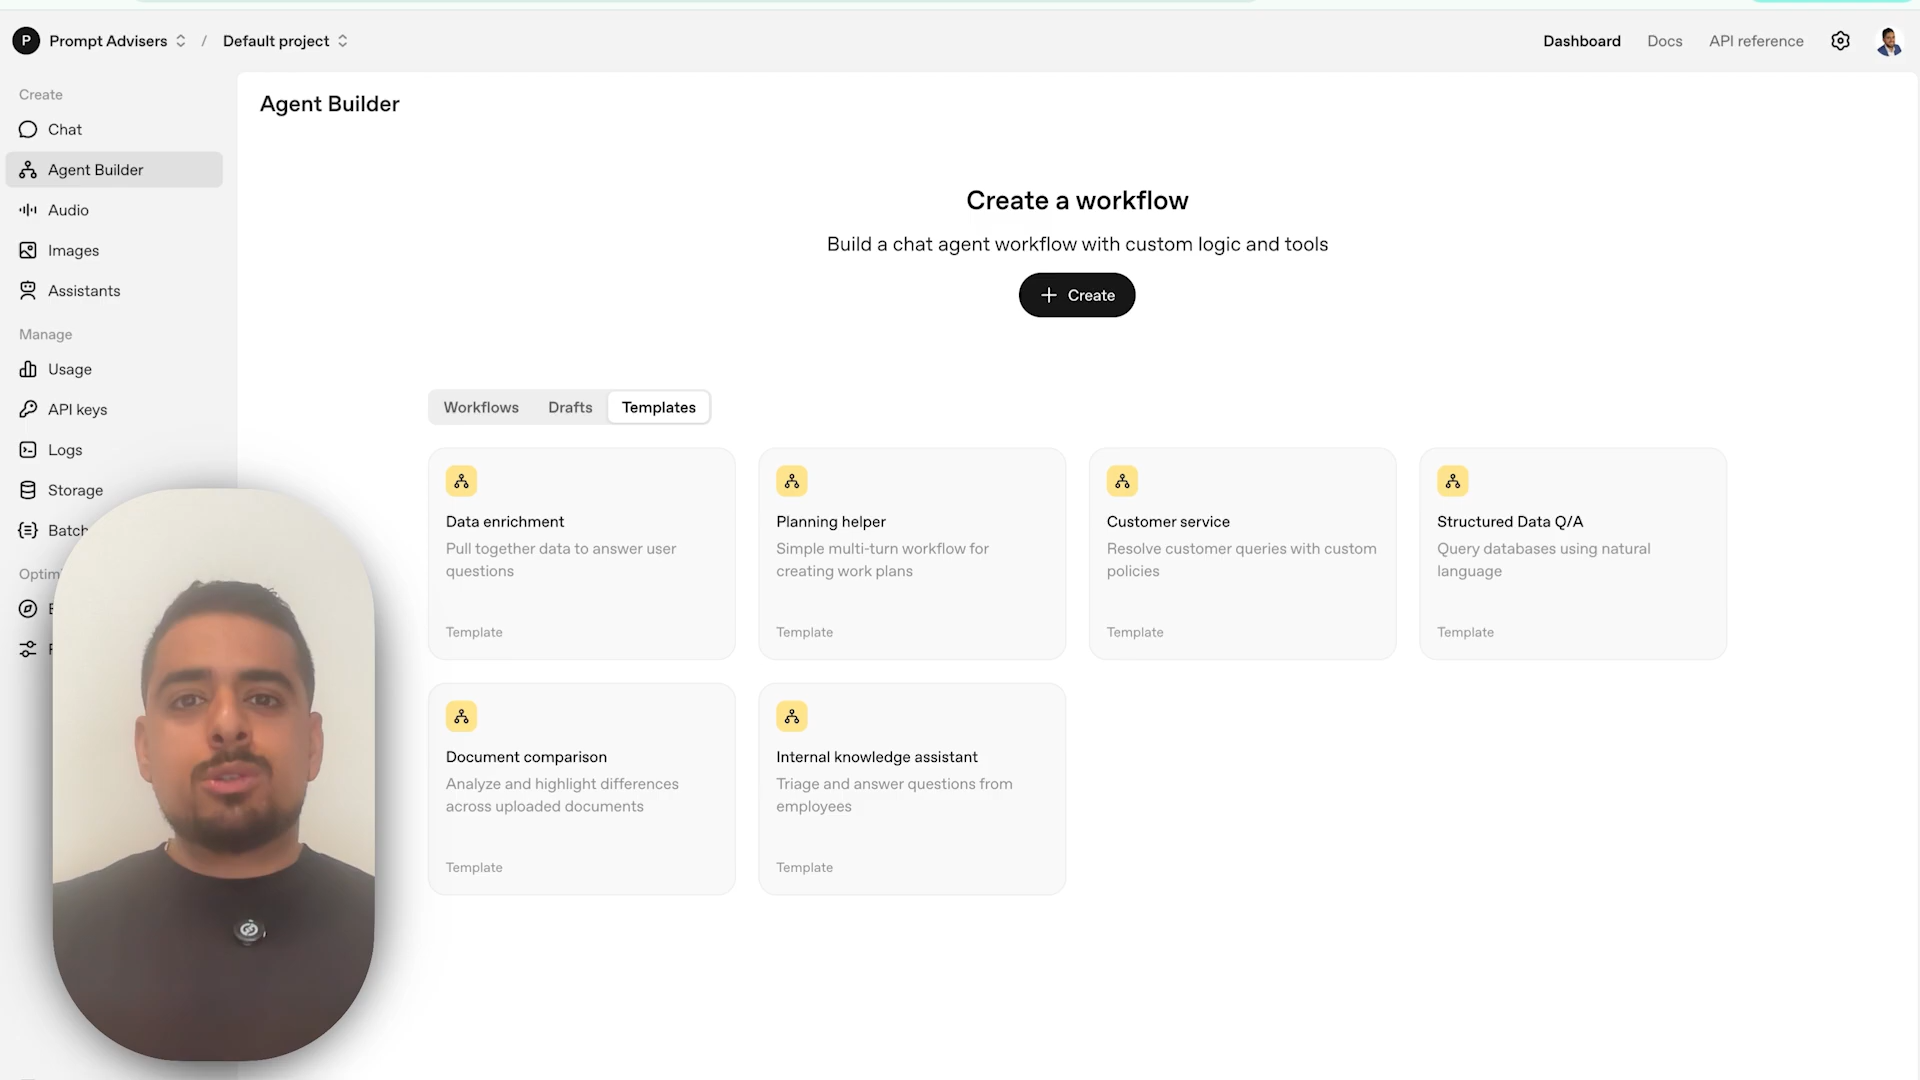 P Prompt Advisers / Default project
Dashboard Docs API reference
Create
Chat
Agent Builder
Audio
Images
Assistants
Manage
Usage
API keys
Logs
Storage
Batch
Optim
Agent Builder
Create a workflow
Build a chat agent workflow with custom logic and tools
+ Create
Workflows Drafts Templates
Data enrichment
Pull together data to answer user
questions
Template
Planning helper
Simple multi-turn workflow for
creating work plans
Template
Customer service
Resolve customer queries with custom
policies
Template
Structured Data Q/A
Query databases using natural
language
Template
Document comparison
Analyze and highlight differences
across uploaded documents
Template
Internal knowledge assistant
Triage and answer questions from
employees
Template